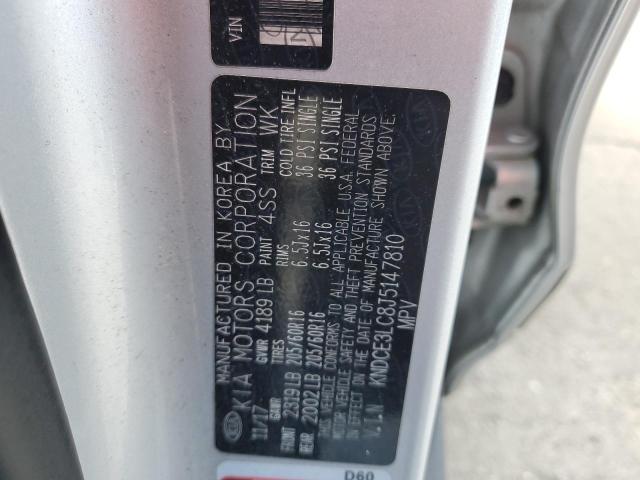 VIN
MANUFACTURED IN KOREA BY
KIA MOTORS CORPORATION
11/17 GVWR 4189 LB PAINT 4SS TRIM WK
GAWR TIRES RIMS COLD TIRE INFL
FRONT 2319 LB 205/60R16 6.5Jx16 36 PSI SINGLE
REAR 2002 LB 205/60R16 6.5Jx16 36 PSI SINGLE
THIS VEHICLE CONFORMS TO ALL APPLICABLE U.S.A. FEDERAL
MOTOR VEHICLE SAFETY AND THEFT PREVENTION STANDARDS
IN EFFECT ON THE DATE OF MANUFACTURE SHOWN ABOVE.
V.I.N KNDCE3LC8J5147810
MPV
KIA
D60